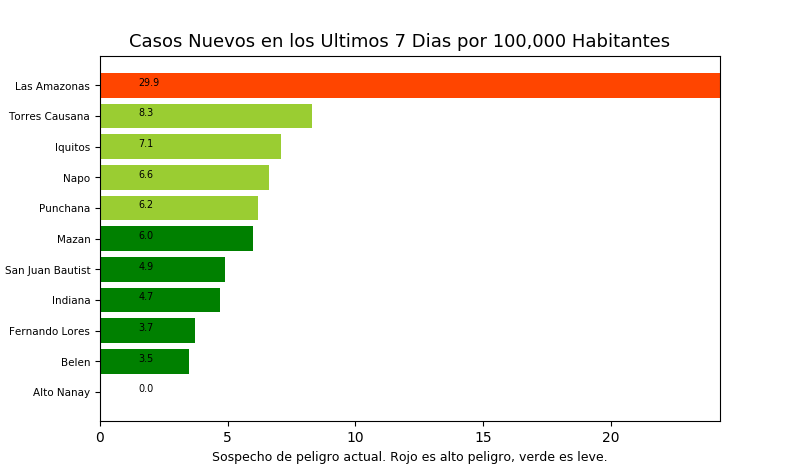 Casos Nuevos en los Ultimos 7 Dias por 100,000 Habitantes
Las Amazonas 29.9
Torres Causana 8.3
Iquitos 7.1
Napo 6.6
Punchana 6.2
Mazan 6.0
San Juan Bautist 4.9
Indiana 4.7
Fernando Lores 3.7
Belen 3.5
Alto Nanay 0.0
0 5 10 15 20
Sospecho de peligro actual. Rojo es alto peligro, verde es leve.